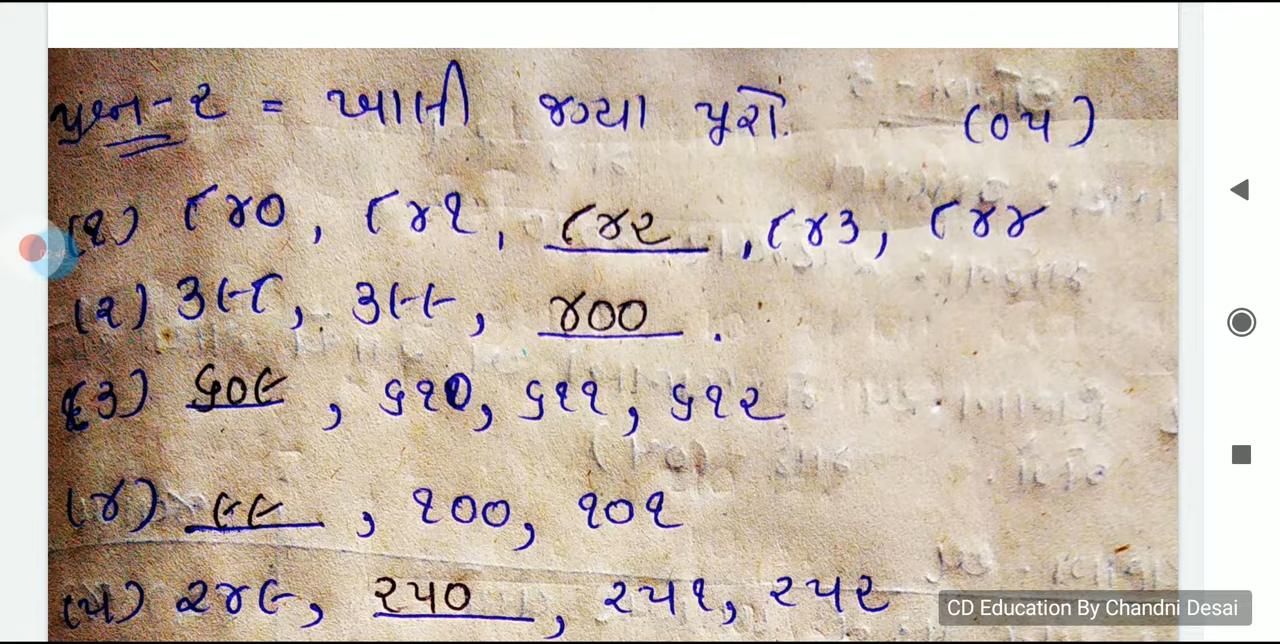 પ્રશ્ન-૨ = ખાલી જગ્યા પૂરો. (૦૫)
(૧) ૮૪૦, ૮૪૧, ૮૪૨, ૮૪૩, ૮૪૪
(૨) ૩૯૮, ૩૯૯, ૪૦૦.
(૩) ૬૦૯, ૬૧૦, ૬૧૧, ૬૧૨
(૪) ૯૯, ૧૦૦, ૧૦૧
(૫) ૨૪૯, ૨૫૦, ૨૫૧, ૨૫૨
CD Education By Chandni Desai